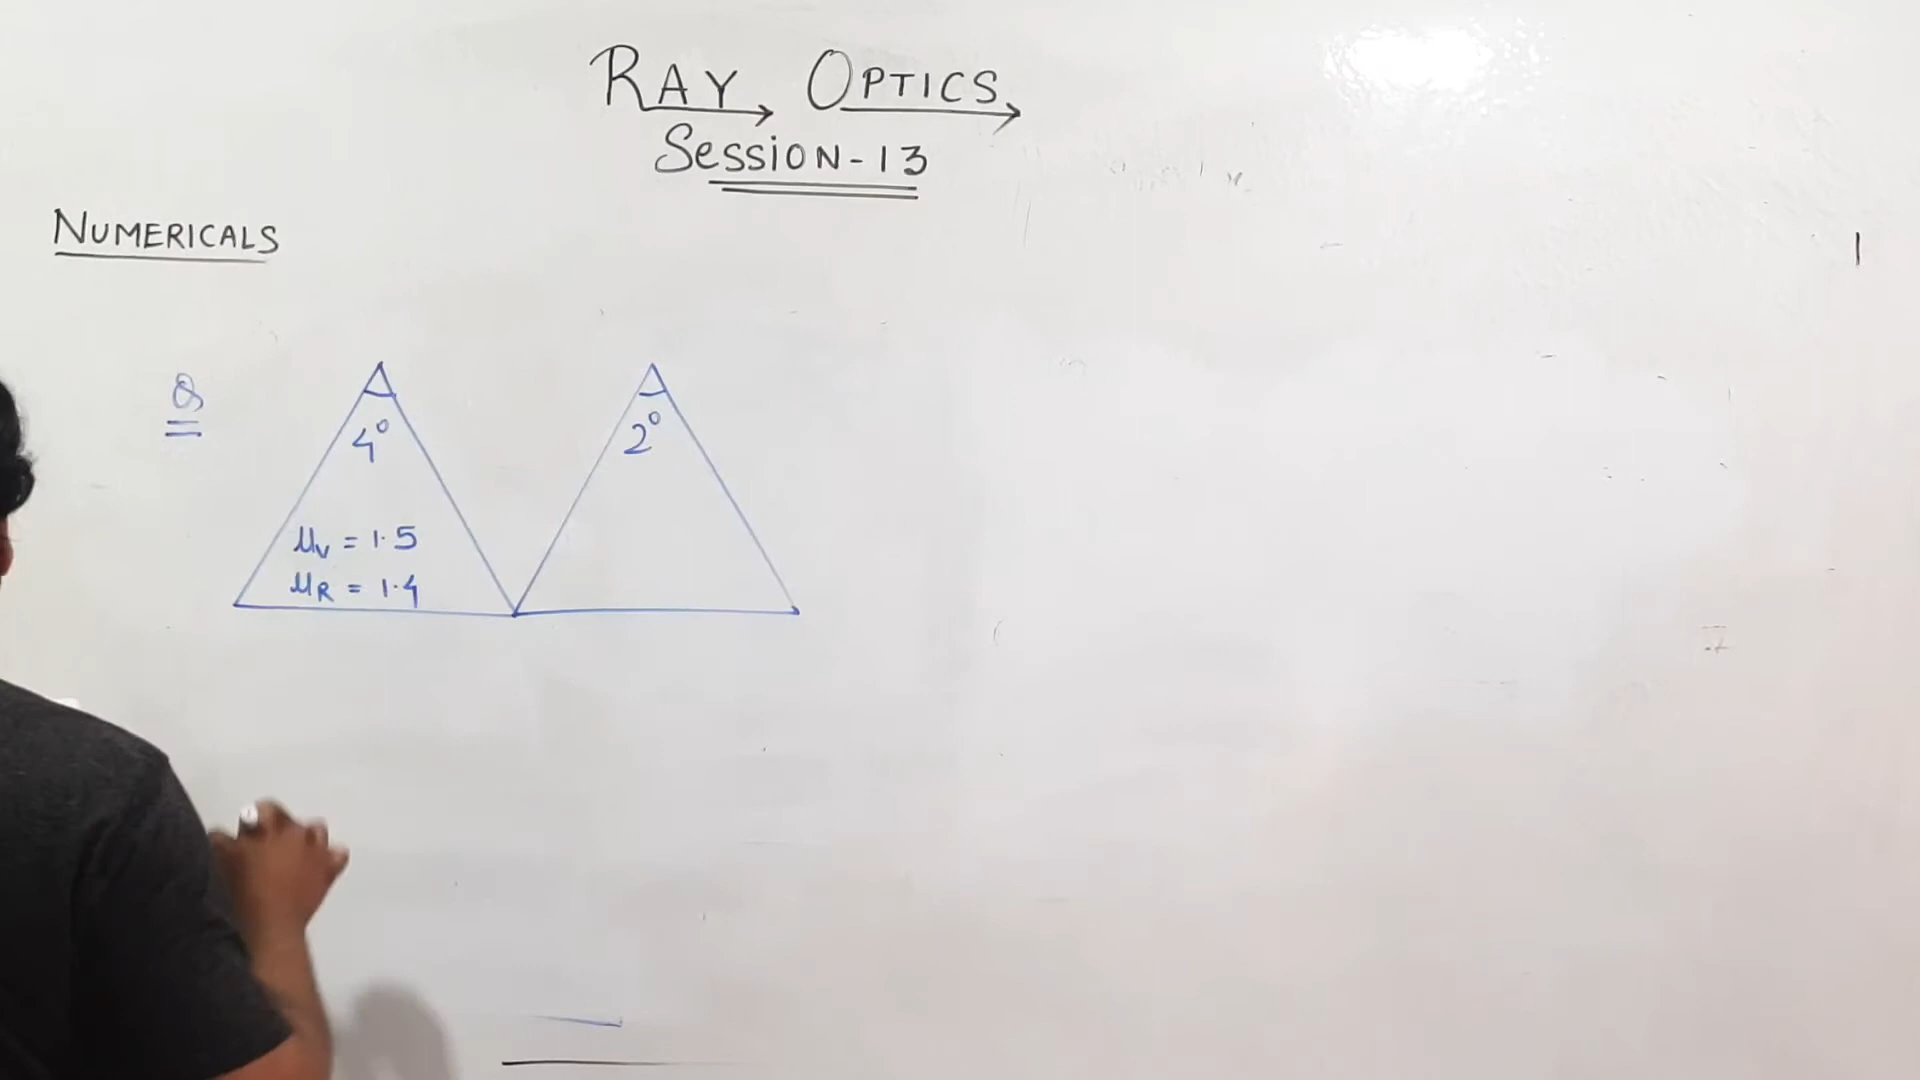 RAY OPTICS
SESSION-13
NUMERICALS
Q
4° 2°
μv = 1.5
μR = 1.4